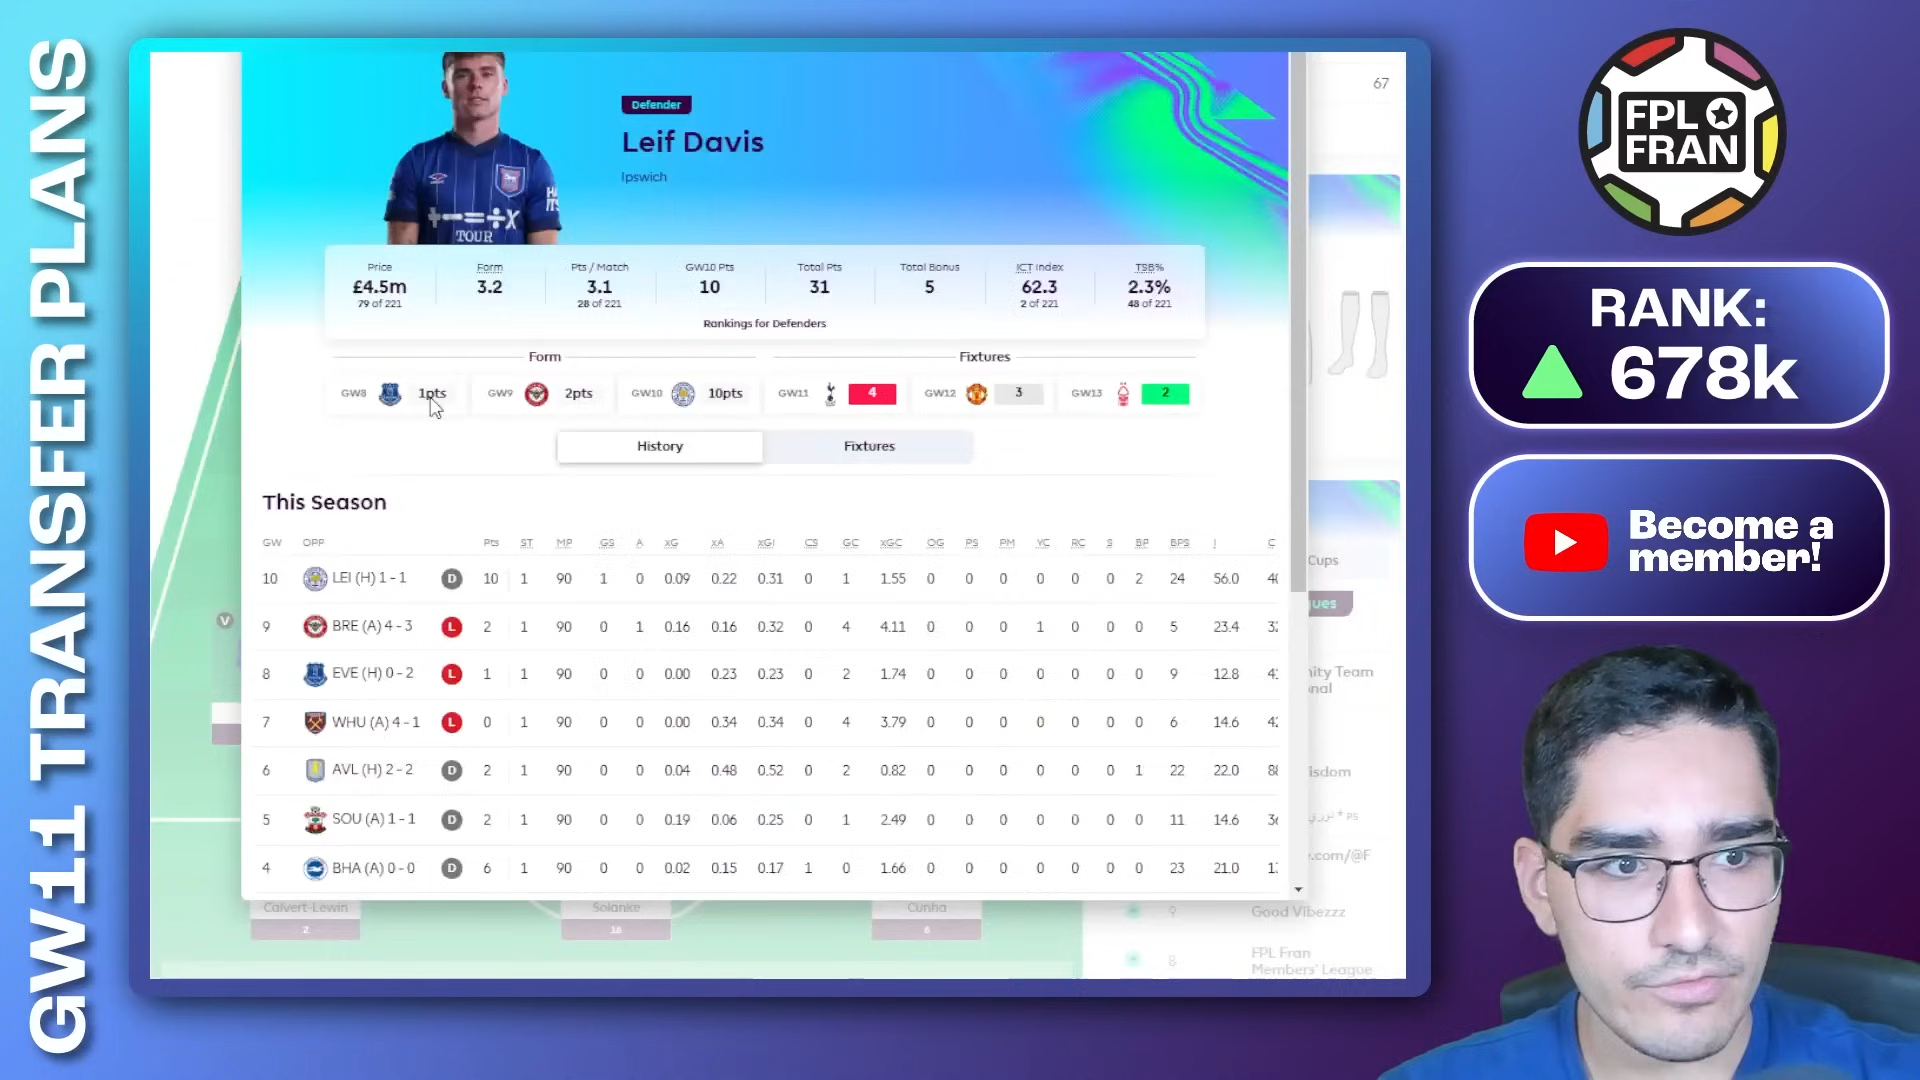 GW11 TRANSFER PLANS
67
Defender
Leif Davis
Ipswich
TOUR
Price Form Pts / Match GW10 Pts Total Pts Total Bonus ICT Index TSB%
£4.5m 3.2 3.1 10 31 5 62.3 2.3%
79 of 221 28 of 221 2 of 221 48 of 221
Rankings for Defenders
Form Fixtures
GW8 1pts GW9 2pts GW10 10pts GW11 4 GW12 3 GW13 2
History Fixtures
This Season
GW OPP Pts ST MP GS A xG xA xGI CS GC xGC OG PS PM YC RC S BP BPS I C
10 LEI (H) 1 - 1 D 10 1 90 1 0 0.09 0.22 0.31 0 1 1.55 0 0 0 0 0 0 2 24 56.0
9 BRE (A) 4 - 3 L 2 1 90 0 1 0.16 0.16 0.32 0 4 4.11 0 0 0 1 0 0 0 5 23.4
8 EVE (H) 0 - 2 L 1 1 90 0 0 0.00 0.23 0.23 0 2 1.74 0 0 0 0 0 0 0 9 12.8
7 WHU (A) 4 - 1 L 0 1 90 0 0 0.00 0.34 0.34 0 4 3.79 0 0 0 0 0 0 0 6 14.6
6 AVL (H) 2 - 2 D 2 1 90 0 0 0.04 0.48 0.52 0 2 0.82 0 0 0 0 0 0 1 22 22.0
5 SOU (A) 1 - 1 D 2 1 90 0 0 0.19 0.06 0.25 0 1 2.49 0 0 0 0 0 0 0 11 14.6
4 BHA (A) 0 - 0 D 6 1 90 0 0 0.02 0.15 0.17 1 0 1.66 0 0 0 0 0 0 0 23 21.0
V
Calvert-Lewin Solanke Cunha
2 16 6
Cups
9 Good Vibezzz
8 FPL Fran
Members' League
FPL
FRAN
RANK:
678k
Become a
member!